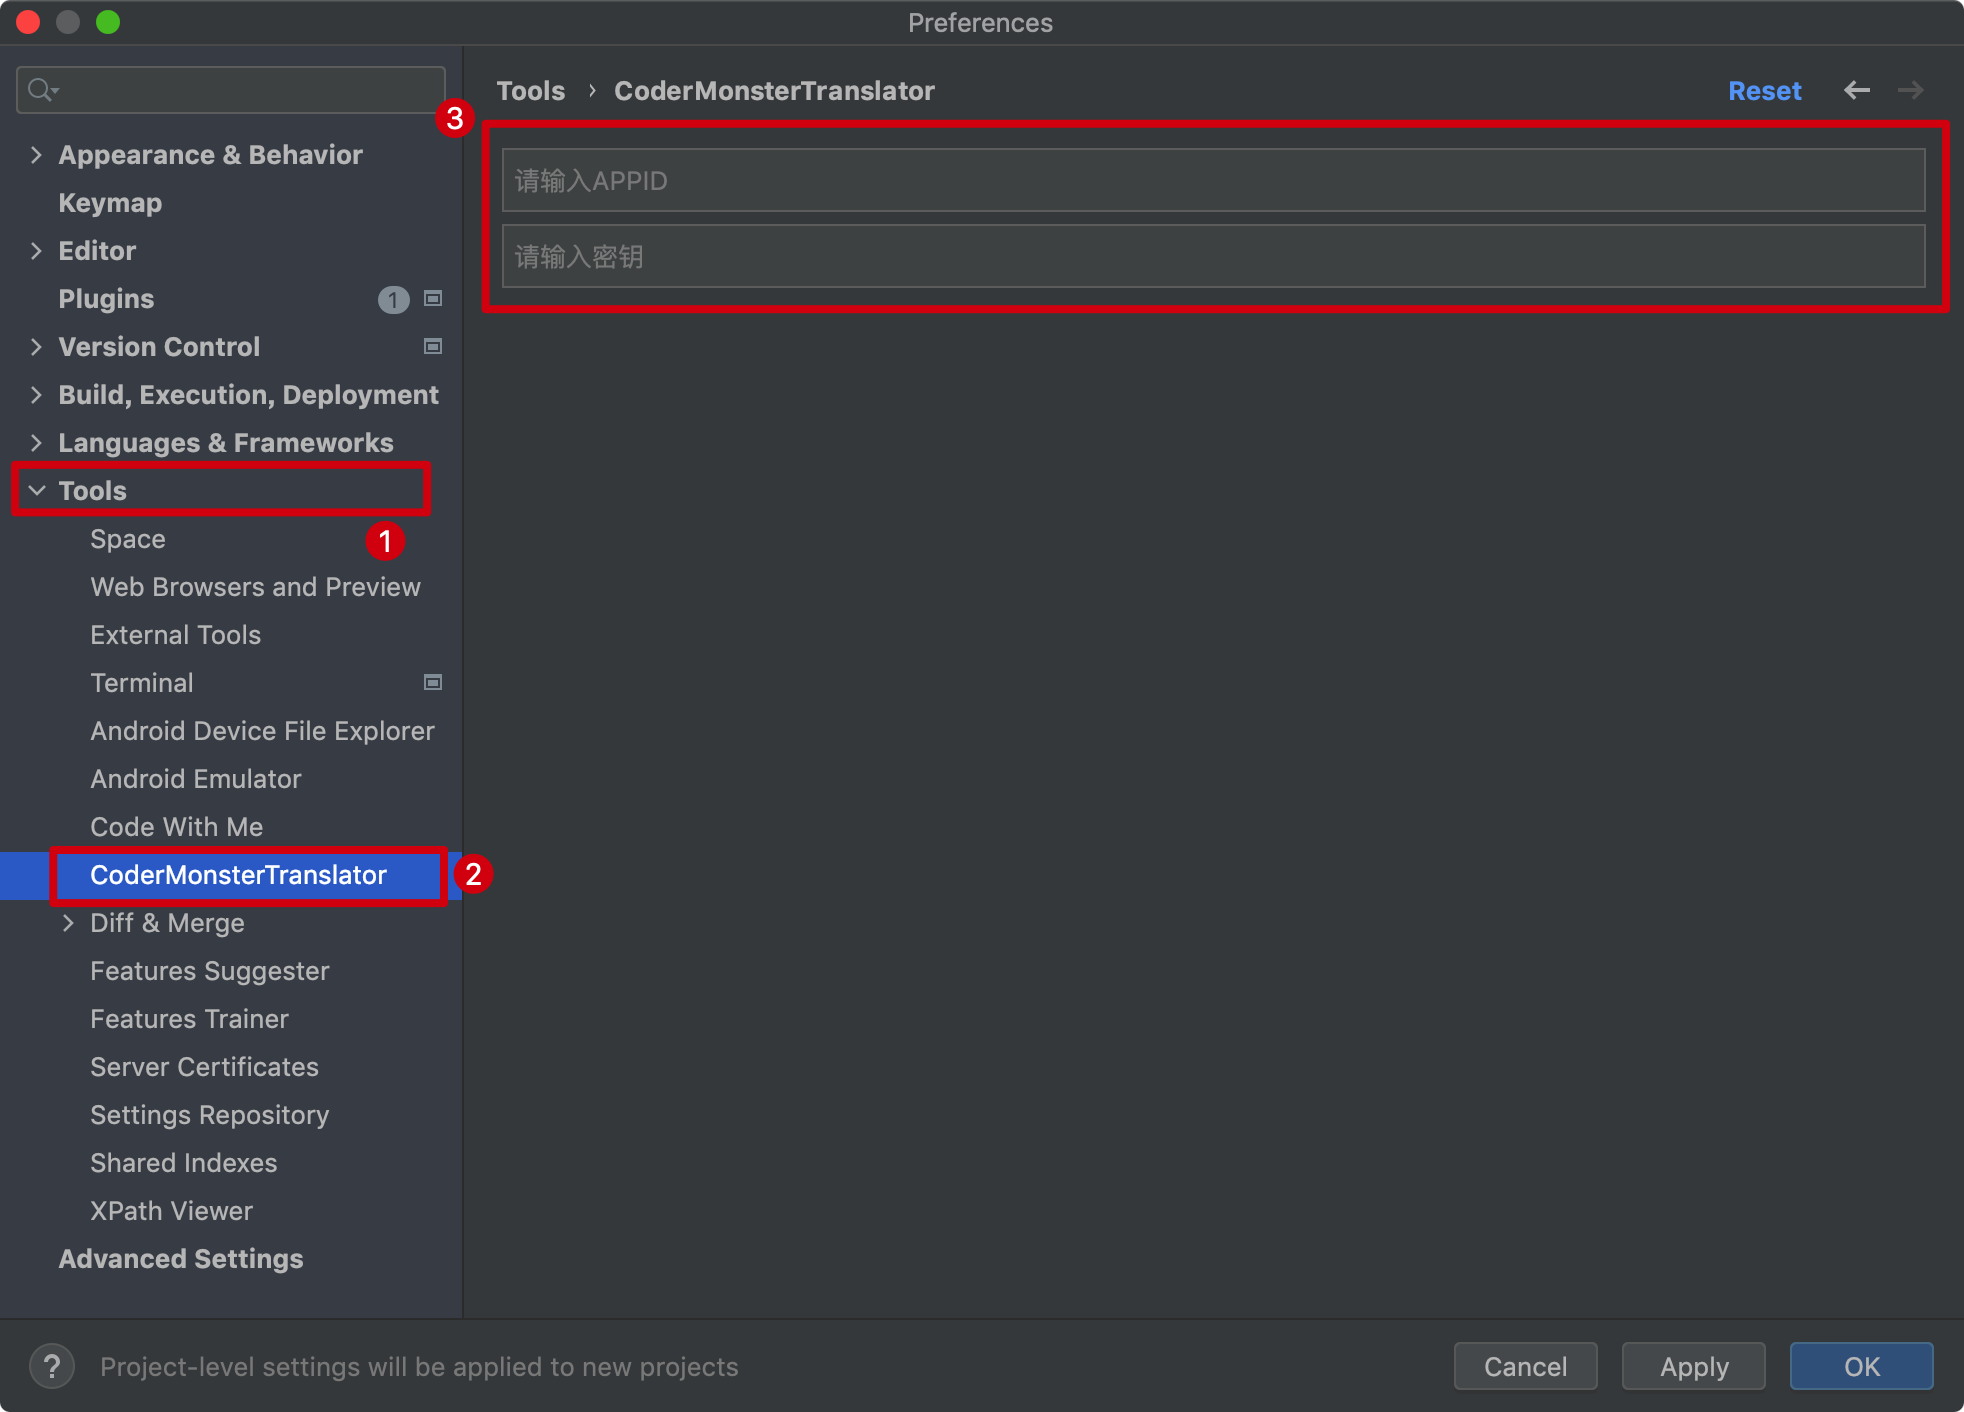 Preferences
Tools › CoderMonsterTranslator
Reset
3
请输入APPID
请输入密钥
Appearance & Behavior
Keymap
Editor
Plugins 1
Version Control
Build, Execution, Deployment
Languages & Frameworks
Tools
Space
1
Web Browsers and Preview
External Tools
Terminal
Android Device File Explorer
Android Emulator
Code With Me
CoderMonsterTranslator
2
Diff & Merge
Features Suggester
Features Trainer
Server Certificates
Settings Repository
Shared Indexes
XPath Viewer
Advanced Settings
? Project-level settings will be applied to new projects
Cancel
Apply
OK